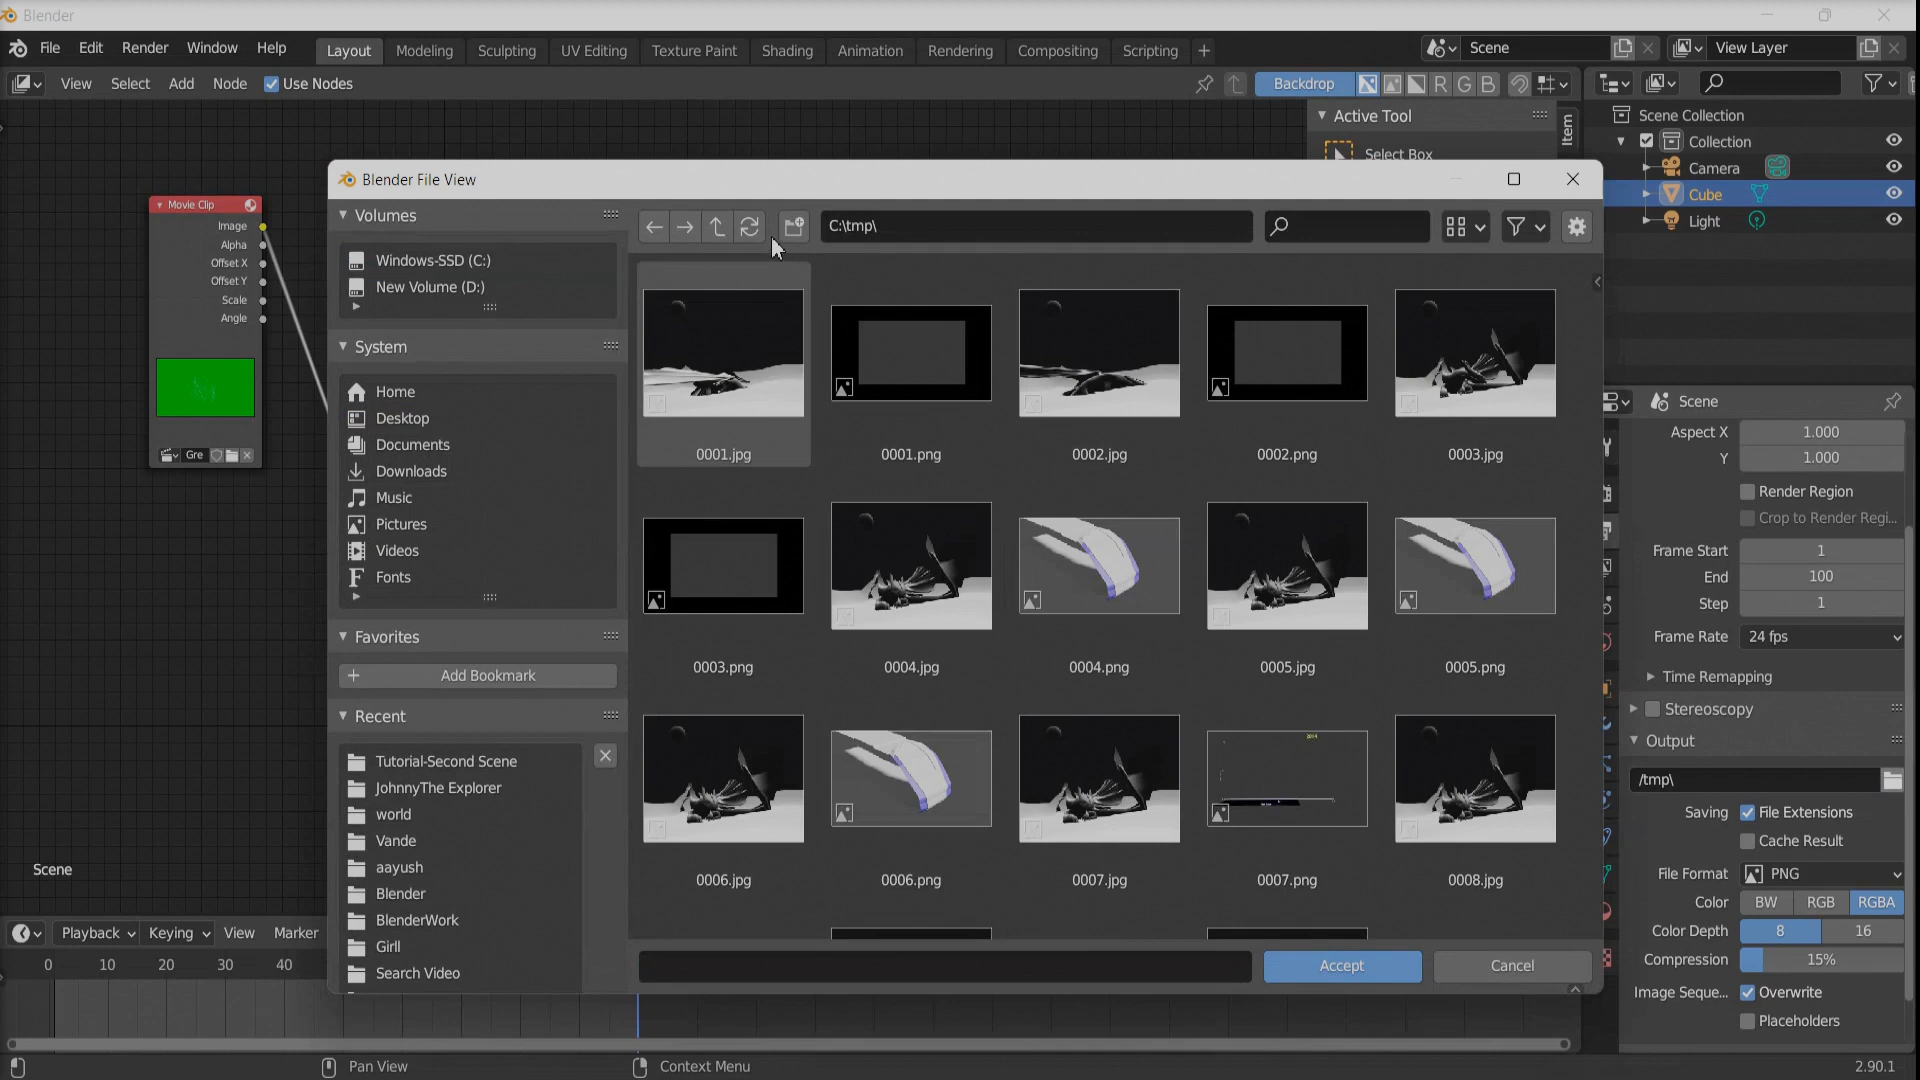 Blender
File Edit Render Window Help Layout Modeling Sculpting UV Editing Texture Paint Shading Animation Rendering Compositing Scripting + Scene View Layer
View Select Add Node Use Nodes Backdrop R G B
Active Tool
Item
Select Box
Scene Collection
Collection
Camera
Cube
Light
Movie Clip
Image
Alpha
Offset X
Offset Y
Scale
Angle
Gre
Blender File View
Volumes
Windows-SSD (C:)
New Volume (D:)
System
Home
Desktop
Documents
Downloads
Music
Pictures
Videos
Fonts
Favorites
Add Bookmark
Recent
Tutorial-Second Scene
JohnnyThe Explorer
world
Vande
aayush
Blender
BlenderWork
Girll
Search Video
C:\tmp\
0001.jpg 0001.png 0002.jpg 0002.png 0003.jpg
0003.png 0004.jpg 0004.png 0005.jpg 0005.png
0006.jpg 0006.png 0007.jpg 0007.png 0008.jpg
Accept Cancel
Scene
Aspect X 1.000
Y 1.000
Render Region
Crop to Render Regi...
Frame Start 1
End 100
Step 1
Frame Rate 24 fps
Time Remapping
Stereoscopy
Output
/tmp\
Saving File Extensions
Cache Result
File Format PNG
Color BW RGB RGBA
Color Depth 8 16
Compression 15%
Image Seque... Overwrite
Placeholders
Scene
Playback Keying View Marker
0 10 20 30 40
Pan View Context Menu 2.90.1